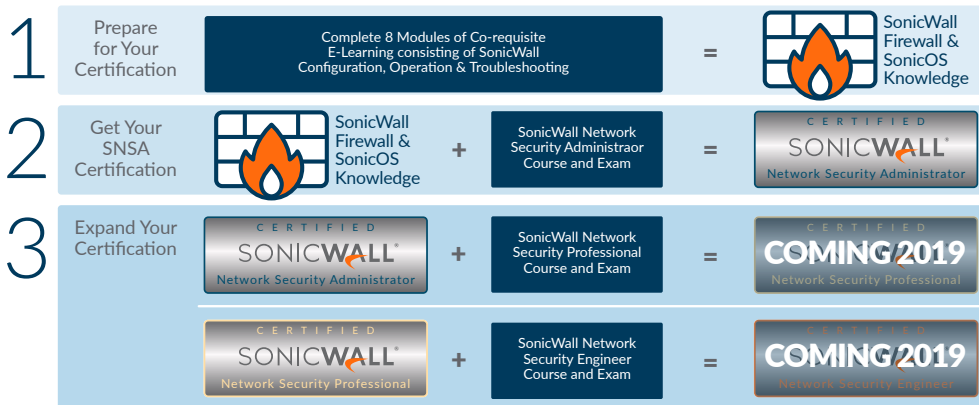 1
Prepare
for Your
Certification
Complete 8 Modules of Co-requisite
E-Learning consisting of SonicWall
Configuration, Operation & Troubleshooting
=
SonicWall
Firewall &
SonicOS
Knowledge
2
Get Your
SNSA
Certification
SonicWall
Firewall &
SonicOS
Knowledge
+
SonicWall Network
Security Administraor
Course and Exam
=
CERTIFIED
SONICWALL®
Network Security Administrator
3
Expand Your
Certification
CERTIFIED
SONICWALL®
Network Security Administrator
+
SonicWall Network
Security Professional
Course and Exam
=
CERTIFIED
SONICWALL®
COMING 2019
Network Security Professional
CERTIFIED
SONICWALL®
Network Security Professional
+
SonicWall Network
Security Engineer
Course and Exam
=
CERTIFIED
SONICWALL®
COMING 2019
Network Security Engineer